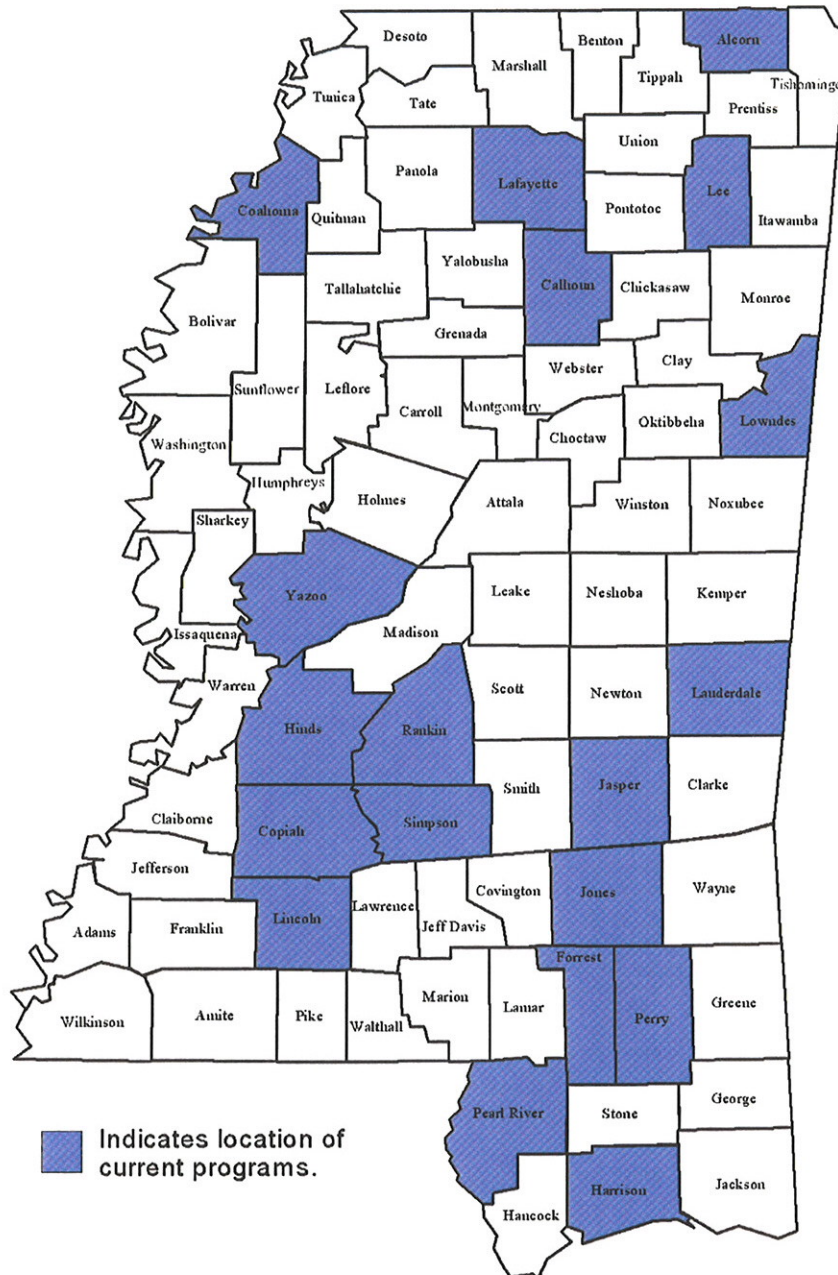 Desoto
Benton
Alcorn
Marshall
Tippah
Tishomingo
Tunica
Tate
Prentiss
Union
Panola
Lafayette
Lee
Coahoma
Quitman
Pontotoc
Itawamba
Yalobusha
Tallahatchie
Calhoun
Chickasaw
Monroe
Bolivar
Grenada
Webster
Clay
Sunflower
Leflore
Carroll
Montgomery
Oktibbeha
Lowndes
Washington
Choctaw
Humphreys
Holmes
Attala
Winston
Noxubee
Sharkey
Yazoo
Leake
Neshoba
Kemper
Issaquena
Madison
Warren
Scott
Newton
Lauderdale
Hinds
Rankin
Smith
Jasper
Clarke
Claiborne
Copiah
Simpson
Jefferson
Covington
Jones
Wayne
Lawrence
Adams
Franklin
Lincoln
Jeff Davis
Forrest
Marion
Lamar
Greene
Wilkinson
Amite
Pike
Walthall
Perry
Pearl River
Stone
George
Indicates location of
current programs.
Harrison
Jackson
Hancock